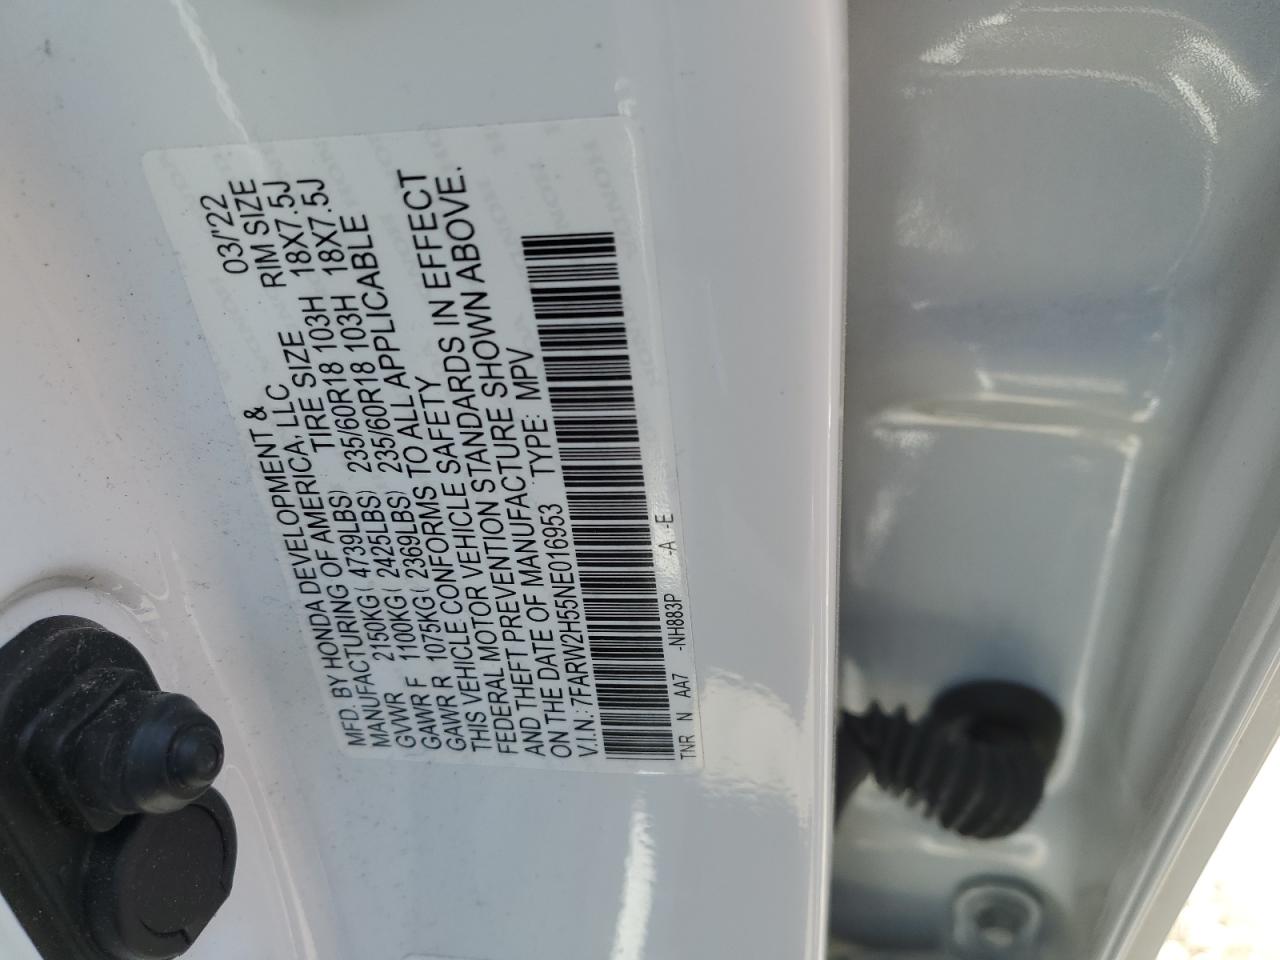 MFD. BY HONDA DEVELOPMENT & 03/'22
MANUFACTURING OF AMERICA, LLC RIM SIZE
TIRE SIZE 18X7.5J
GVWR 2150KG ( 4739LBS) 235/60R18 103H 18X7.5J
GAWR F 1100KG ( 2425LBS) 235/60R18 103H
GAWR R 1075KG ( 2369LBS)
THIS VEHICLE CONFORMS TO ALL APPLICABLE
FEDERAL MOTOR VEHICLE SAFETY
AND THEFT PREVENTION STANDARDS IN EFFECT
ON THE DATE OF MANUFACTURE SHOWN ABOVE.
V.I.N.: 7FARW2H55NE016953 TYPE: MPV
TNR N AA7 -NH883P -A -E